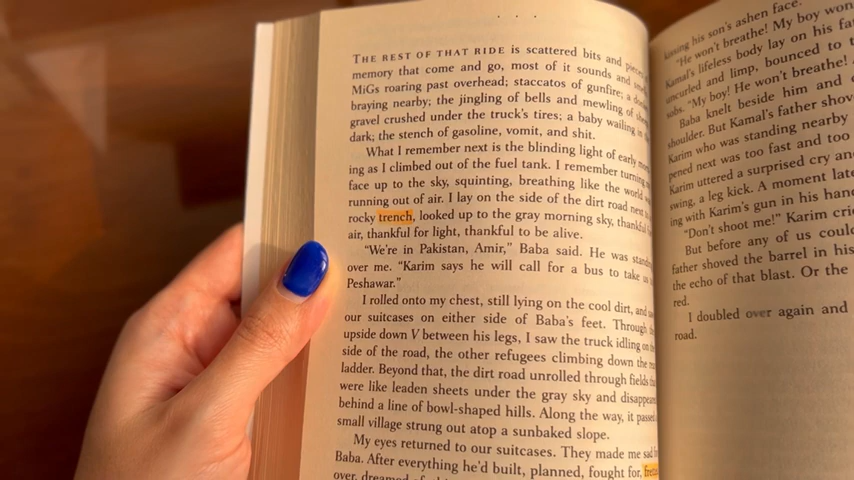 THE REST OF THAT RIDE is scattered bits and pieces
memory that come and go, most of it sounds and
MiGs roaring past overhead; staccatos of gunfire; a
braying nearby; the jingling of bells and mewling of
gravel crushed under the truck's tires; a baby wailing in
dark; the stench of gasoline, vomit, and shit.
What I remember next is the blinding light of early
ing as I climbed out of the fuel tank. I remember turning
face up to the sky, squinting, breathing like the world
running out of air. I lay on the side of the dirt road next
rocky trench, looked up to the gray morning sky, thankful
air, thankful for light, thankful to be alive.
"We're in Pakistan, Amir," Baba said. He was standing
over me. "Karim says he will call for a bus to take us
Peshawar."
I rolled onto my chest, still lying on the cool dirt, and
our suitcases on either side of Baba's feet. Through
upside down V between his legs, I saw the truck idling on
side of the road, the other refugees climbing down the
ladder. Beyond that, the dirt road unrolled through fields
were like leaden sheets under the gray sky and
behind a line of bowl-shaped hills. Along the way, it passed
small village strung out atop a sunbaked slope.
My eyes returned to our suitcases. They made me sad
Baba. After everything he'd built, planned, fought for,
over, dreamed of
kissing his son's ashen face.
"He won't breathe! My boy won
Kamal's lifeless body lay on his
uncurled and limp, bounced to
sobs. "My boy! He won't breathe!
Baba knelt beside him and
shoulder. But Kamal's father shov
Karim who was standing nearby
pened next was too fast and too
Karim uttered a surprised cry and
swing, a leg kick. A moment late
ing with Karim's gun in his hand
"Don't shoot me!" Karim cri
But before any of us could
father shoved the barrel in his
the echo of that blast. Or the
red.
I doubled over again and
road.